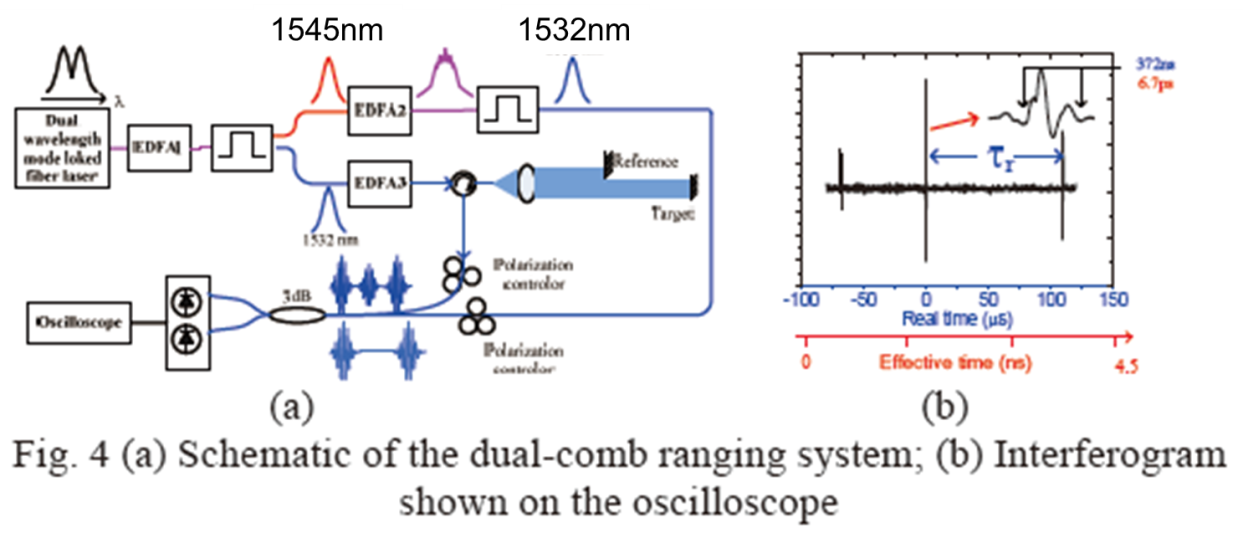 1545nm
1532nm
λ
Dual
wavelength
mode loked
fiber laser
EDFA1
EDFA2
EDFA3
1532 nm
Reference
Target
Polarization
controlor
3dB
Oscilloscope
Polarization
controlor
(a)
372ns
6.7ps
τr
-100 -50 0 50 100 150
Real time (μs)
0 Effective time (ns) 4.5
(b)
Fig. 4 (a) Schematic of the dual-comb ranging system; (b) Interferogram
shown on the oscilloscope